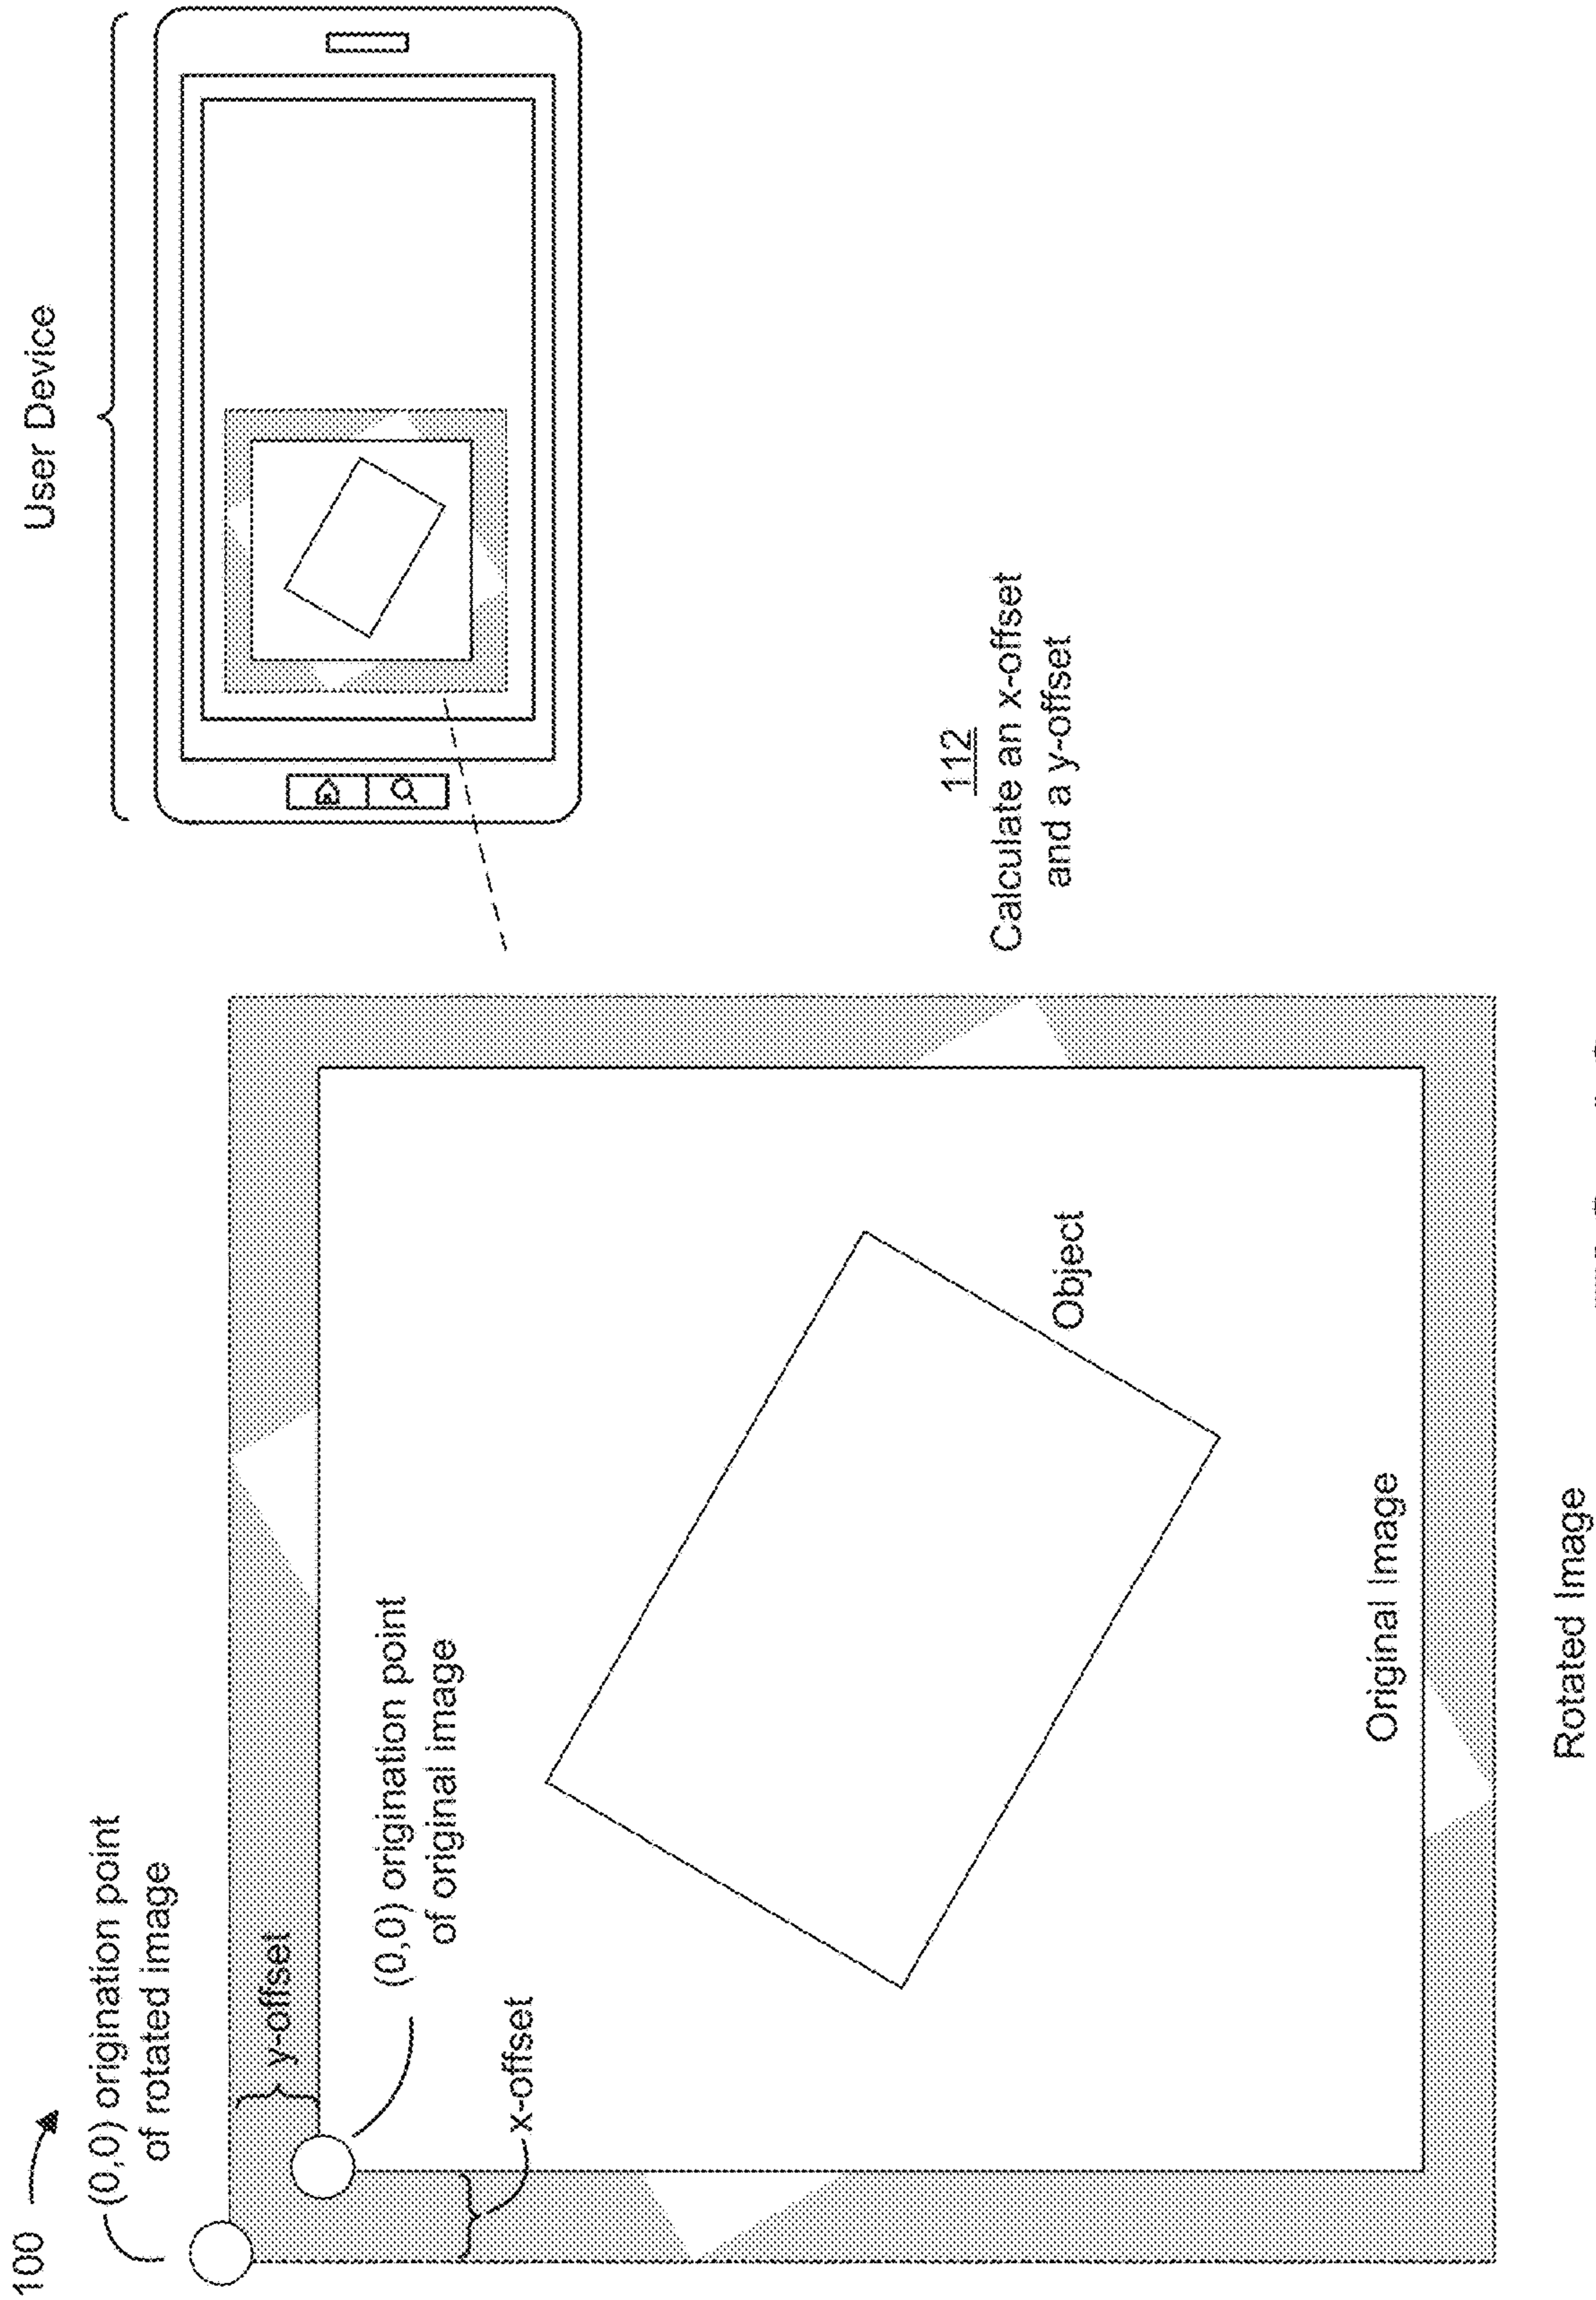 100
(0,0) origination point
of rotated image
y-offset
(0,0) origination point
of original image
x-offset
Object
Original Image
Rotated Image
User Device
112
Calculate an x-offset
and a y-offset